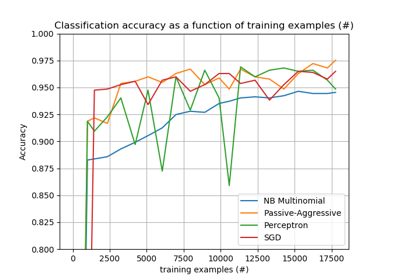 Classification accuracy as a function of training examples (#)
1.000
0.975
0.950
0.925
0.900
0.875
0.850
0.825
0.800
Accuracy
NB Multinomial
Passive-Aggressive
Perceptron
SGD
0 2500 5000 7500 10000 12500 15000 17500
training examples (#)